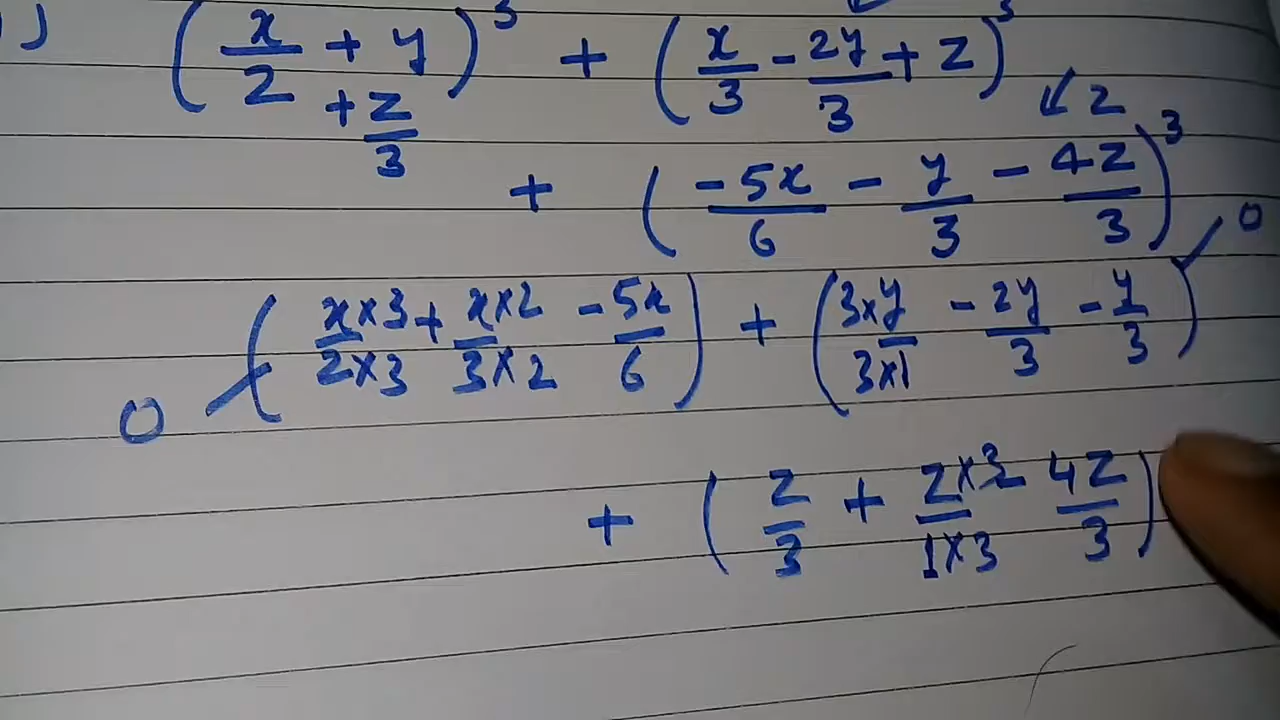 ( x/2 + y + z/3 )³ + ( x/3 - 2y/3 + z )³
↙ 2
+ ( -5x/6 - y/3 - 4z/3 )³
0
( x×3/2×3 + x×2/3×2 - 5x/6 ) + ( 3×y/3×1 - 2y/3 - y/3 )
0
+ ( z/3 + z×3/1×3 - 4z/3 )